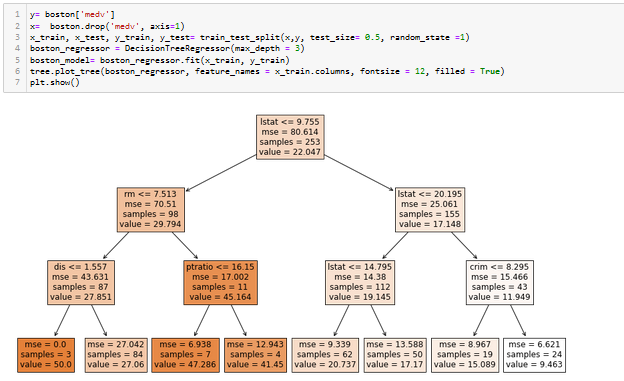 1 y= boston['medv']
2 x=  boston.drop('medv', axis=1)
3 x_train, x_test, y_train, y_test= train_test_split(x,y, test_size= 0.5, random_state =1)
4 boston_regressor = DecisionTreeRegressor(max_depth = 3)
5 boston_model= boston_regressor.fit(x_train, y_train)
6 tree.plot_tree(boston_regressor, feature_names = x_train.columns, fontsize = 12, filled = True)
7 plt.show()
lstat <= 9.755
mse = 80.614
samples = 253
value = 22.047
rm <= 7.513
mse = 70.51
samples = 98
value = 29.794
lstat <= 20.195
mse = 25.061
samples = 155
value = 17.148
dis <= 1.557
mse = 43.631
samples = 87
value = 27.851
ptratio <= 16.15
mse = 17.002
samples = 11
value = 45.164
lstat <= 14.795
mse = 14.38
samples = 112
value = 19.145
crim <= 8.295
mse = 15.466
samples = 43
value = 11.949
mse = 0.0
samples = 3
value = 50.0
mse = 27.042
samples = 84
value = 27.06
mse = 6.938
samples = 7
value = 47.286
mse = 12.943
samples = 4
value = 41.45
mse = 9.339
samples = 62
value = 20.737
mse = 13.588
samples = 50
value = 17.17
mse = 8.967
samples = 19
value = 15.089
mse = 6.621
samples = 24
value = 9.463